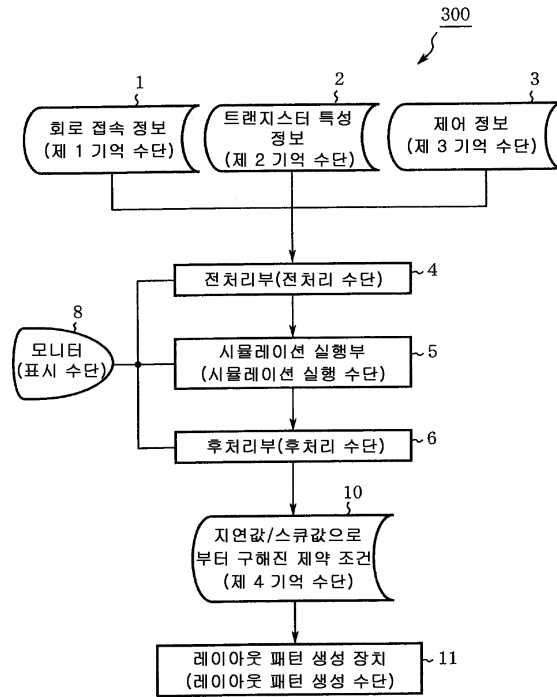 300
1
2
3
회로 접속 정보
(제 1 기억 수단)
트랜지스터 특성
정보
(제 2 기억 수단)
제어 정보
(제 3 기억 수단)
전처리부(전처리 수단)
4
8
모니터
(표시 수단)
시뮬레이션 실행부
(시뮬레이션 실행 수단)
5
후처리부(후처리 수단)
6
10
지연값/스큐값으로
부터 구해진 제약 조건
(제 4 기억 수단)
레이아웃 패턴 생성 장치
(레이아웃 패턴 생성 수단)
11